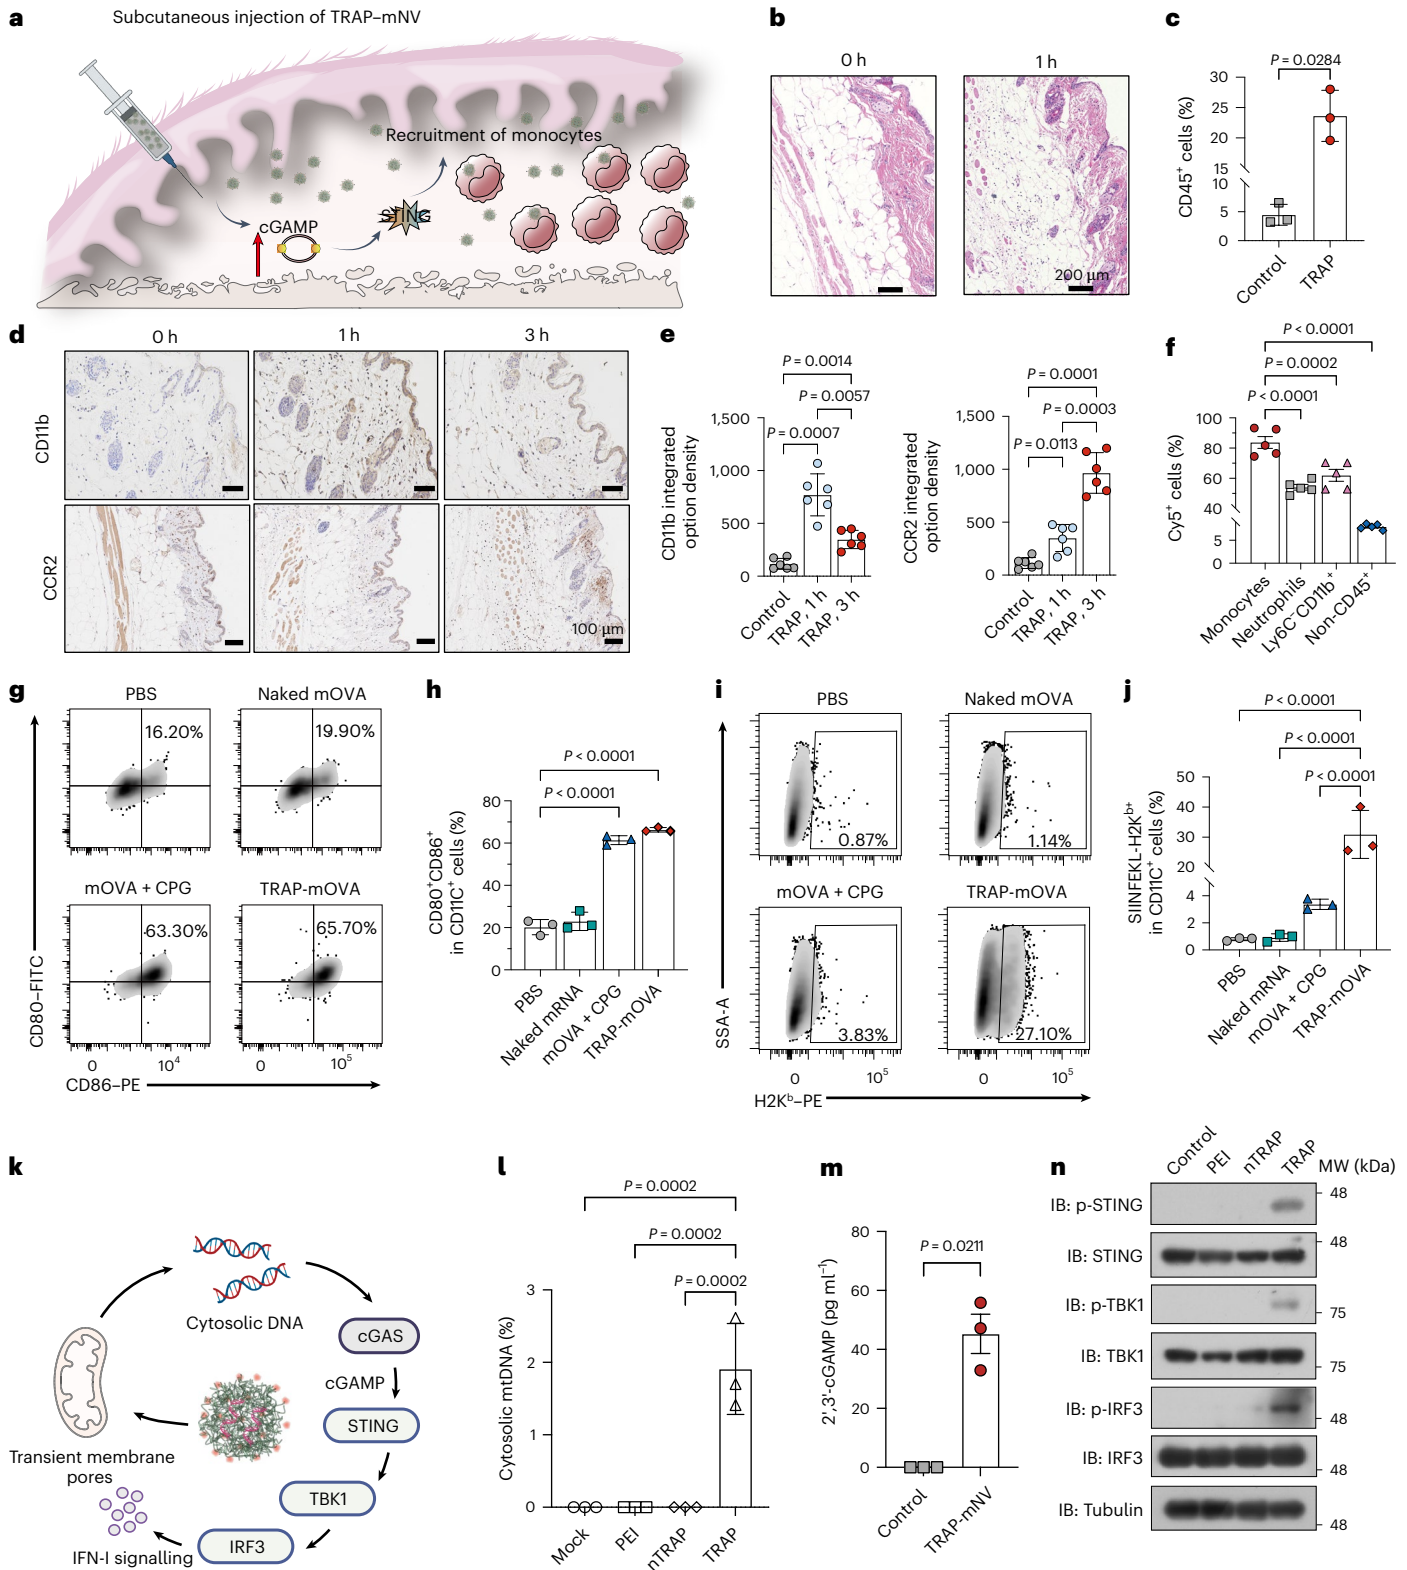 a
Subcutaneous injection of TRAP–mNV
Recruitment of monocytes
STING
cGAMP
b
0 h
1 h
200 µm
c
P = 0.0284
CD45⁺ cells (%)
30
25
20
15
10
5
0
Control
TRAP
d
0 h
1 h
3 h
CD11b
CCR2
100 µm
e
P = 0.0014
P = 0.0057
P = 0.0007
CD11b integrated
option density
1,500
1,000
500
0
Control
TRAP, 1 h
TRAP, 3 h
P = 0.0001
P = 0.0003
P = 0.0113
CCR2 integrated
option density
1,500
1,000
500
0
Control
TRAP, 1 h
TRAP, 3 h
f
P < 0.0001
P = 0.0002
P < 0.0001
Cy5⁺ cells (%)
100
80
60
40
5
0
Monocytes
Neutrophils
Ly6C⁻CD11b⁺
Non-CD45⁺
g
PBS
16.20%
Naked mOVA
19.90%
mOVA + CPG
63.30%
TRAP-mOVA
65.70%
CD80–FITC
0
10⁴
0
10⁵
CD86–PE
h
P < 0.0001
P < 0.0001
CD80⁺CD86⁺
in CD11C⁺ cells (%)
80
60
40
20
0
PBS
Naked mRNA
mOVA + CPG
TRAP-mOVA
i
PBS
0.87%
Naked mOVA
1.14%
mOVA + CPG
3.83%
TRAP-mOVA
27.10%
SSA-A
0
10⁵
0
10⁵
H2Kᵇ–PE
j
P < 0.0001
P < 0.0001
P < 0.0001
SIINFEKL-H2Kᵇ⁺
in CD11C⁺ cells (%)
50
40
30
20
4
2
0
PBS
Naked mRNA
mOVA + CPG
TRAP-mOVA
k
Cytosolic DNA
cGAS
cGAMP
STING
TBK1
IRF3
IFN-I signalling
Transient membrane
pores
l
P = 0.0002
P = 0.0002
P = 0.0002
Cytosolic mtDNA (%)
3
2
1
0
Mock
PEI
nTRAP
TRAP
m
P = 0.0211
2′,3′-cGAMP (pg ml⁻¹)
80
60
40
20
0
Control
TRAP-mNV
n
Control
PEI
nTRAP
TRAP
MW (kDa)
IB: p-STING
48
IB: STING
48
IB: p-TBK1
75
IB: TBK1
75
IB: p-IRF3
48
IB: IRF3
48
IB: Tubulin
48